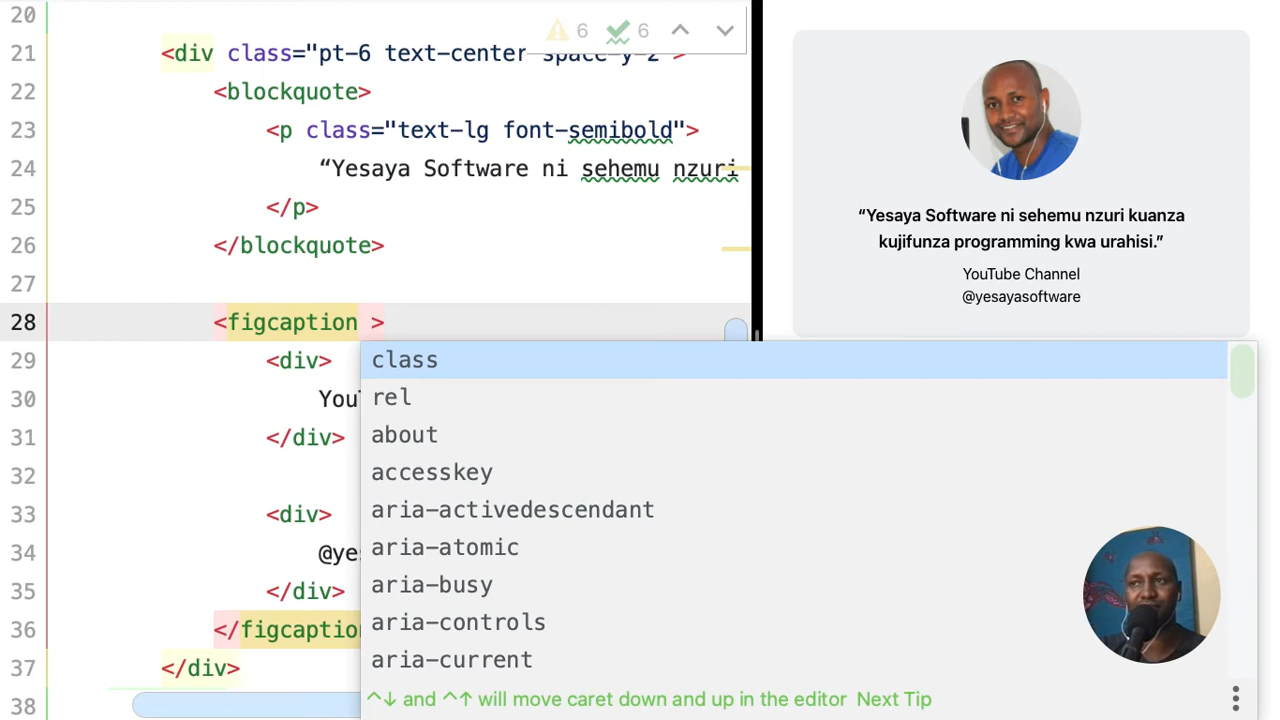 20
6 6
21 <div class="pt-6 text-center space-y-2">
22 <blockquote>
23 <p class="text-lg font-semibold">
24 “Yesaya Software ni sehemu nzuri
25 </p>
26 </blockquote>
27
28 <figcaption >
29 <div>
30 You
31 </div>
32
33 <div>
34 @yes
35 </div>
36 </figcaption
37 </div>
38
class
rel
about
accesskey
aria-activedescendant
aria-atomic
aria-busy
aria-controls
aria-current
^↓ and ^↑ will move caret down and up in the editor Next Tip
“Yesaya Software ni sehemu nzuri kuanza
kujifunza programming kwa urahisi.”
YouTube Channel
@yesayasoftware